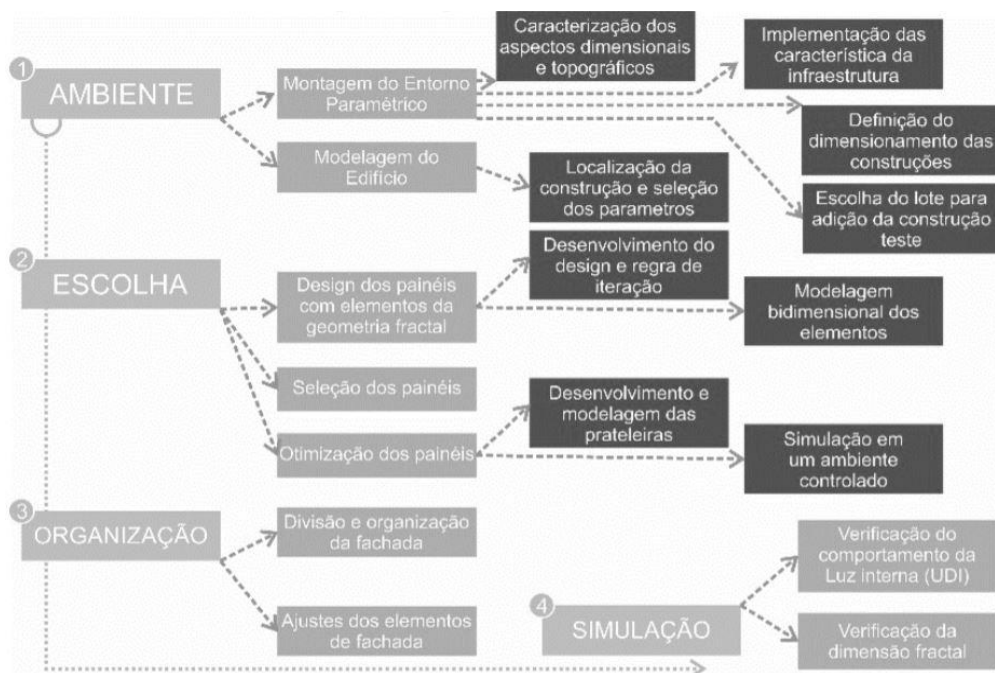 1
AMBIENTE
Montagem do Entorno
Paramétrico
Caracterização dos
aspectos dimensionais
e topográficos
Implementação das
característica da
infraestrutura
Definição do
dimensionamento das
construções
Escolha do lote para
adição da construção
teste
Modelagem do
Edifício
Localização da
construção e seleção
dos parametros
2
ESCOLHA
Design dos painéis
com elementos da
geometria fractal
Desenvolvimento do
design e regra de
iteração
Modelagem
bidimensional dos
elementos
Seleção dos painéis
Otimização dos painéis
Desenvolvimento e
modelagem das
prateleiras
Simulação em
um ambiente
controlado
3
ORGANIZAÇÃO
Divisão e organização
da fachada
Ajustes dos elementos
de fachada
4
SIMULAÇÃO
Verificação do
comportamento da
Luz interna (UDI)
Verificação da
dimensão fractal